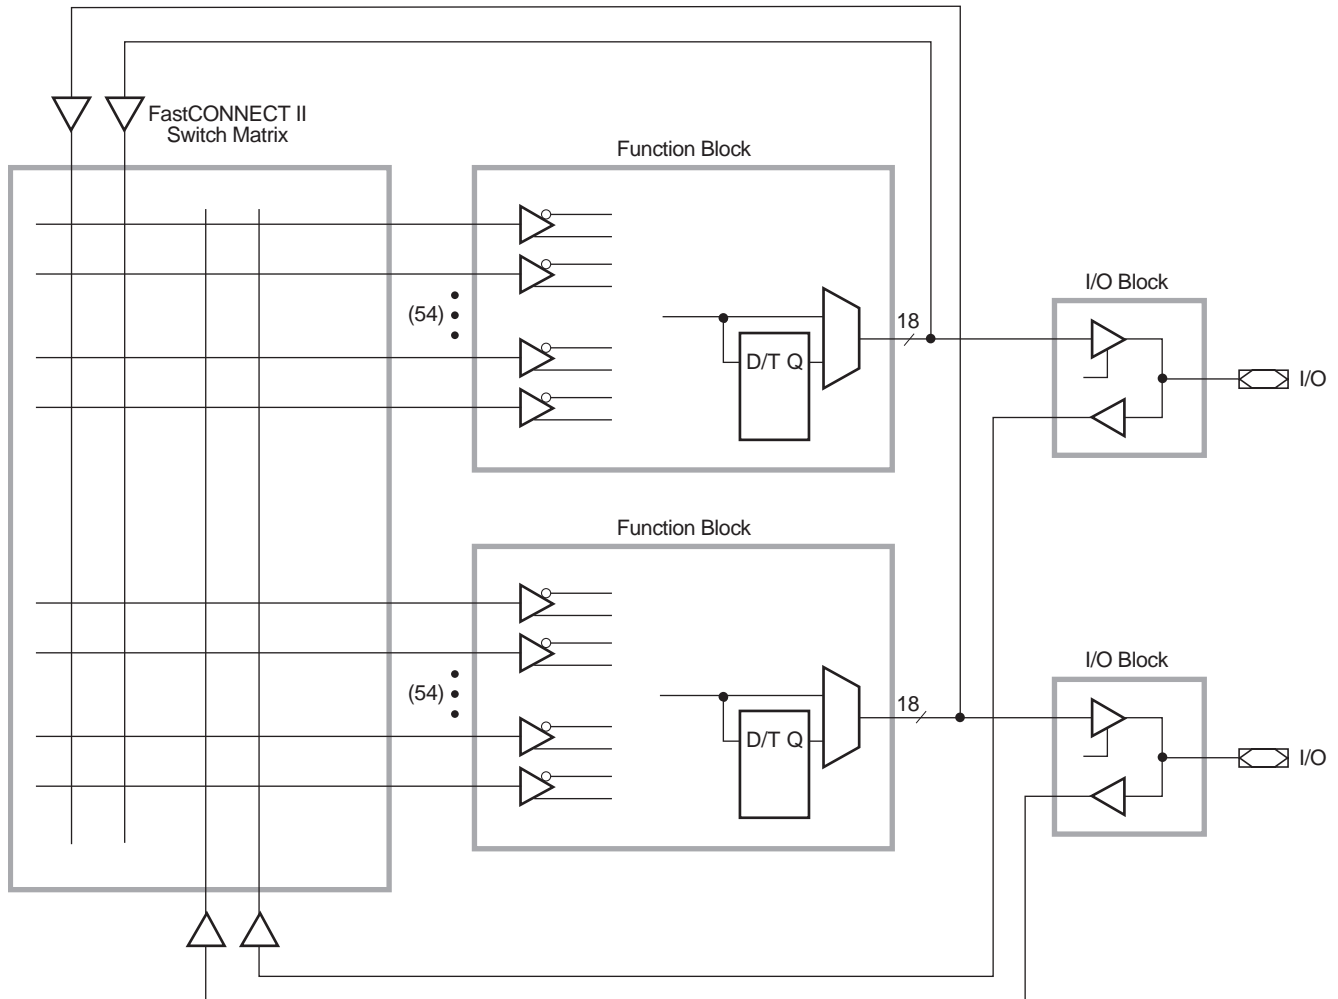 FastCONNECT II
Switch Matrix
Function Block
I/O Block
(54)
18
D/T Q
I/O
Function Block
I/O Block
(54)
18
D/T Q
I/O